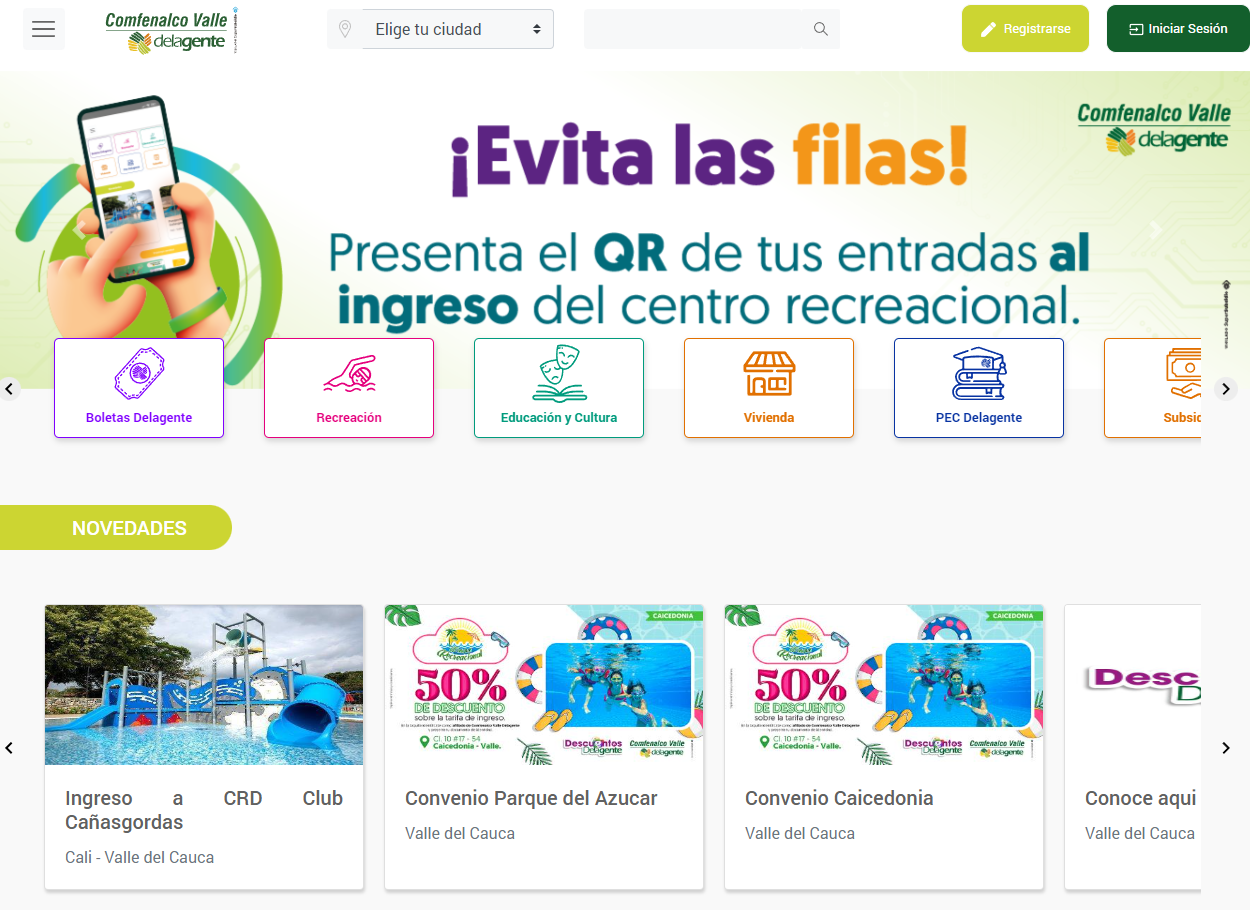 Comfenalco Valle
delagente
Elige tu ciudad
Registrarse
Iniciar Sesión
¡Evita las filas!
Comfenalco Valle
delagente
Presenta el QR de tus entradas al
ingreso del centro recreacional.
Boletas Delagente
Recreación
Educación y Cultura
Vivienda
PEC Delagente
Subsid
NOVEDADES
CAICEDONIA
Recreacional
50%
DE DESCUENTO
sobre la tarifa de ingreso.
Cl. 10 #17 - 54
Caicedonia - Valle.
Descuentos
Delagente
Comfenalco Valle
delagente
CAICEDONIA
Recreacional
50%
DE DESCUENTO
sobre la tarifa de ingreso.
Cl. 10 #17 - 54
Caicedonia - Valle.
Descuentos
Delagente
Comfenalco Valle
delagente
Desc
D
Ingreso a CRD Club
Cañasgordas
Cali - Valle del Cauca
Convenio Parque del Azucar
Valle del Cauca
Convenio Caicedonia
Valle del Cauca
Conoce aqui
Valle del Cauca